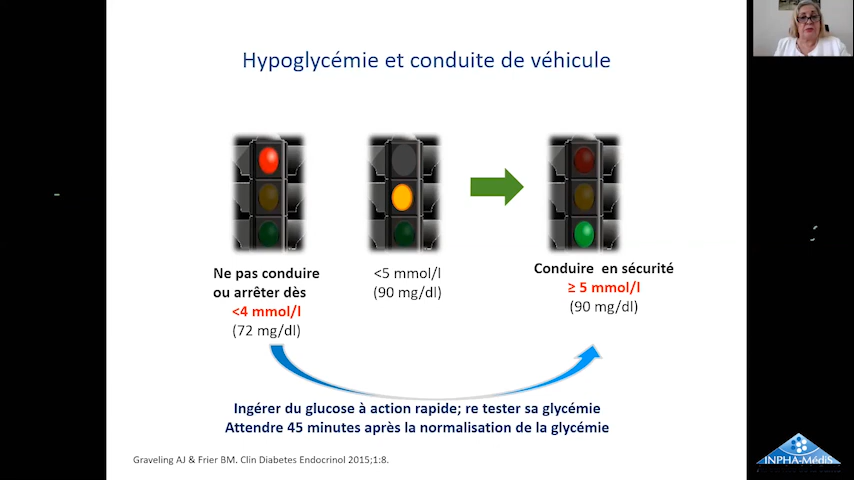 Hypoglycémie et conduite de véhicule
Ne pas conduire
ou arrêter dès
<4 mmol/l
(72 mg/dl)
<5 mmol/l
(90 mg/dl)
Conduire en sécurité
≥ 5 mmol/l
(90 mg/dl)
Ingérer du glucose à action rapide; re tester sa glycémie
Attendre 45 minutes après la normalisation de la glycémie
Graveling AJ & Frier BM. Clin Diabetes Endocrinol 2015;1:8.
INPHA-MédiS